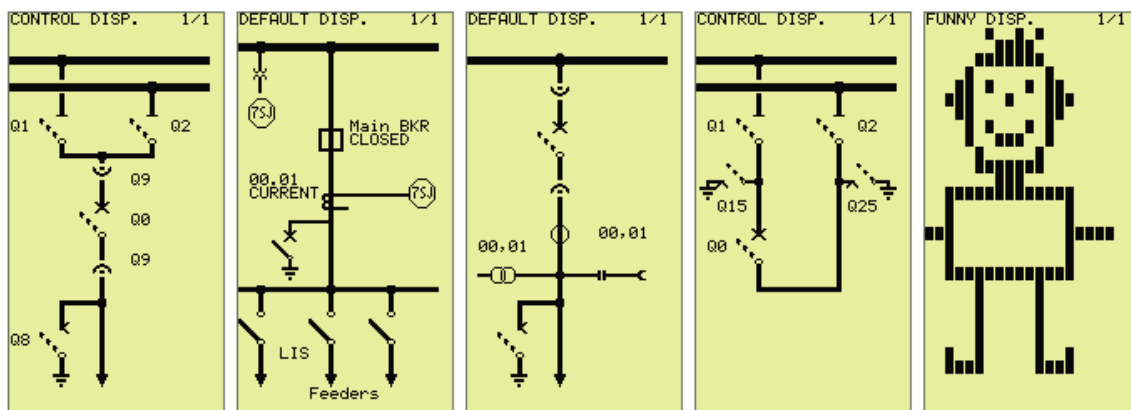 CONTROL DISP. 1/1
Q1
Q2
Q9
Q0
Q9
Q8
DEFAULT DISP. 1/1
7SJ
Main BKR
CLOSED
00.01
CURRENT
7SJ
LIS
Feeders
DEFAULT DISP. 1/1
00,01
00,01
CONTROL DISP. 1/1
Q1
Q2
Q15
Q25
Q0
FUNNY DISP. 1/1